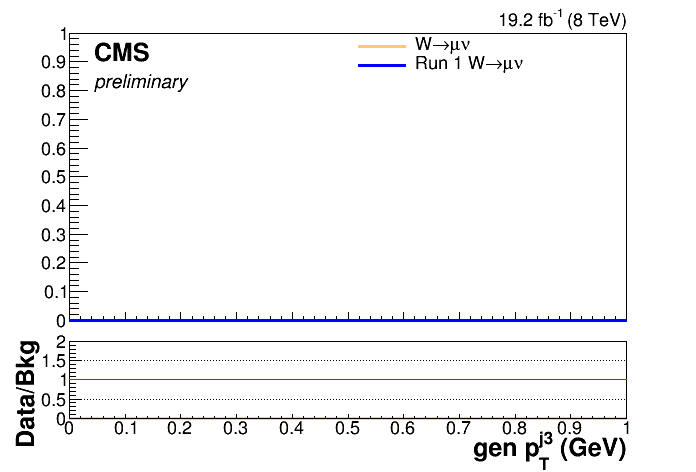 19.2 fb⁻¹ (8 TeV)
CMS
preliminary
W→μν
Run 1 W→μν
1
0.9
0.8
0.7
0.6
0.5
0.4
0.3
0.2
0.1
0
Data/Bkg
2
1.5
1
0.5
0
0 0.1 0.2 0.3 0.4 0.5 0.6 0.7 0.8 0.9 1
gen p_T^j3 (GeV)